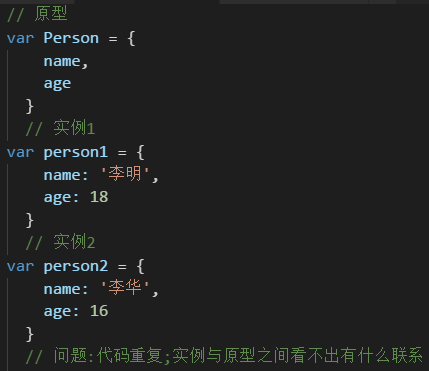 // 原型
var Person = {
    name,
    age
  }
  // 实例1
var person1 = {
    name: '李明',
    age: 18
  }
  // 实例2
var person2 = {
    name: '李华',
    age: 16
  }
  // 问题:代码重复;实例与原型之间看不出有什么联系